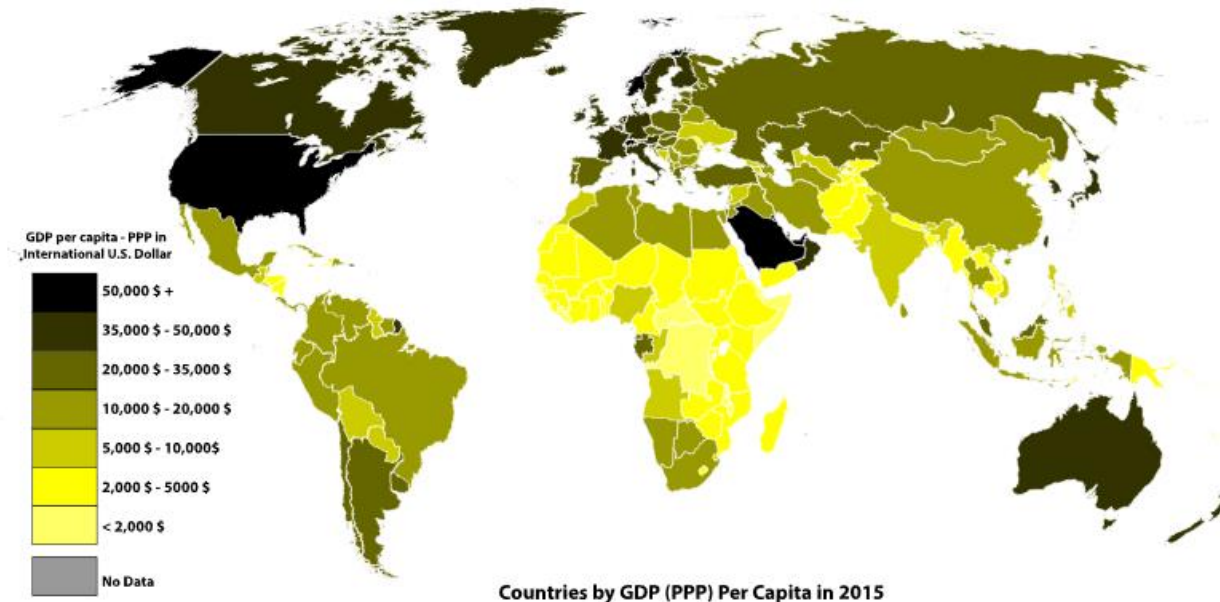 GDP per capita - PPP in
International U.S. Dollar
50,000 $ +
35,000 $ - 50,000 $
20,000 $ - 35,000 $
10,000 $ - 20,000 $
5,000 $ - 10,000$
2,000 $ - 5000 $
< 2,000 $
No Data
Countries by GDP (PPP) Per Capita in 2015